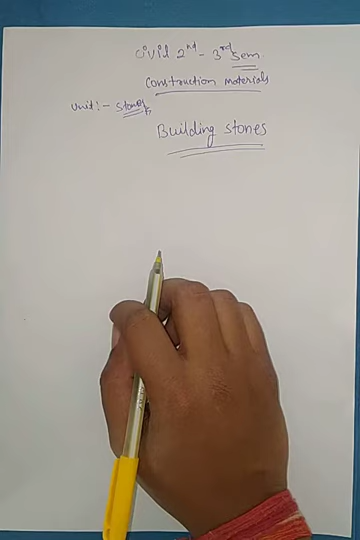 Civil 2nd - 3rd Sem
Construction materials
Unit:- Stones
Building stones